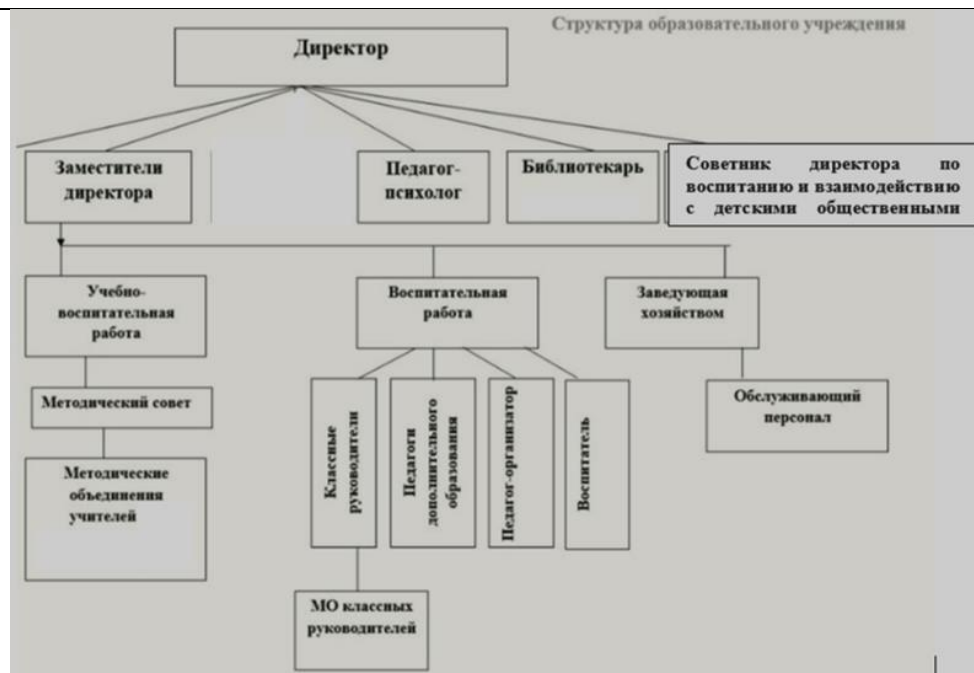 Структура образовательного учреждения
Директор
Заместители
директора
Педагог-
психолог
Библиотекарь
Советник директора по
воспитанию и взаимодействию
с детскими общественными
Учебно-
воспитательная
работа
Воспитательная
работа
Заведующая
хозяйством
Методический совет
Методические
объединения
учителей
Классные
руководители
Педагоги
дополнительного
образования
Педагог-организатор
Воспитатель
Обслуживающий
персонал
МО классных
руководителей